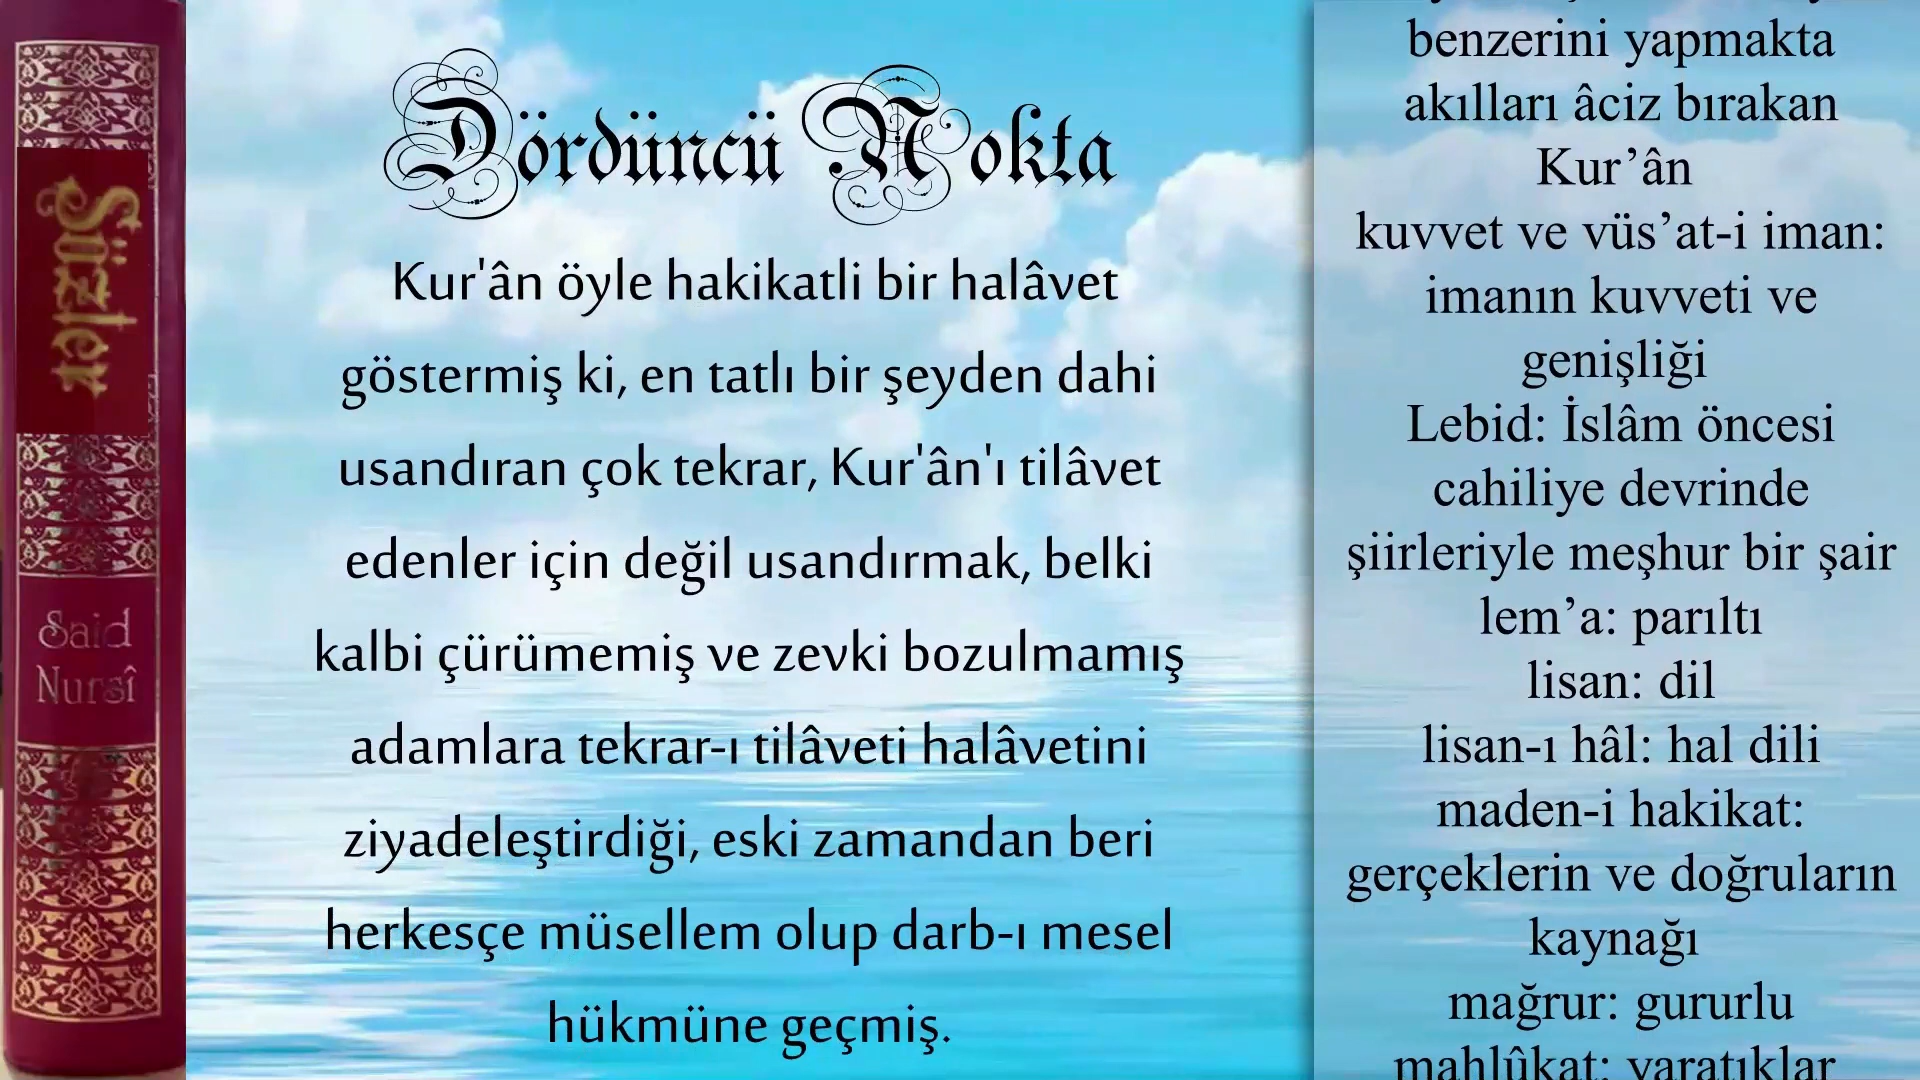 Sözler
Said
Nursî
Dördüncü Nokta
Kur'ân öyle hakikatli bir halâvet
göstermiş ki, en tatlı bir şeyden dahi
usandıran çok tekrar, Kur'ân'ı tilâvet
edenler için değil usandırmak, belki
kalbi çürümemiş ve zevki bozulmamış
adamlara tekrar-ı tilâveti halâvetini
ziyadeleştirdiği, eski zamandan beri
herkesçe müsellem olup darb-ı mesel
hükmüne geçmiş.
benzerini yapmakta
akılları âciz bırakan
Kur’ân
kuvvet ve vüs’at-i iman:
imanın kuvveti ve
genişliği
Lebid: İslâm öncesi
cahiliye devrinde
şiirleriyle meşhur bir şair
lem’a: parıltı
lisan: dil
lisan-ı hâl: hal dili
maden-i hakikat:
gerçeklerin ve doğruların
kaynağı
mağrur: gururlu
mahlûkat: yaratıklar